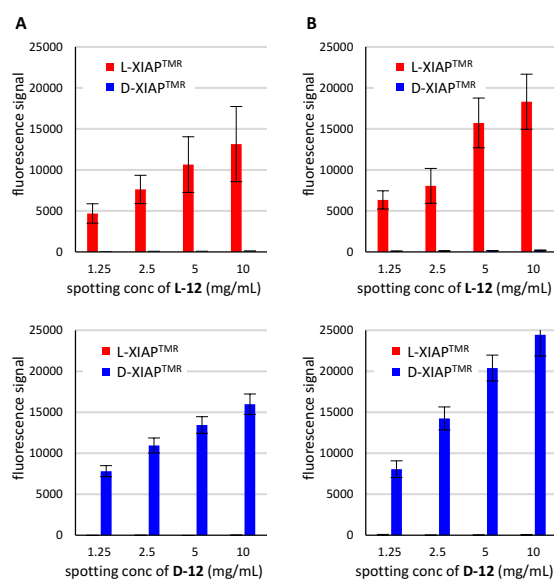 A
25000
20000
15000
10000
5000
0
fluorescence signal
L-XIAPTMR
D-XIAPTMR
1.25 2.5 5 10
spotting conc of L-12 (mg/mL)
B
25000
20000
15000
10000
5000
0
fluorescence signal
L-XIAPTMR
D-XIAPTMR
1.25 2.5 5 10
spotting conc of L-12 (mg/mL)
25000
20000
15000
10000
5000
0
fluorescence signal
L-XIAPTMR
D-XIAPTMR
1.25 2.5 5 10
spotting conc of D-12 (mg/mL)
25000
20000
15000
10000
5000
0
fluorescence signal
L-XIAPTMR
D-XIAPTMR
1.25 2.5 5 10
spotting conc of D-12 (mg/mL)